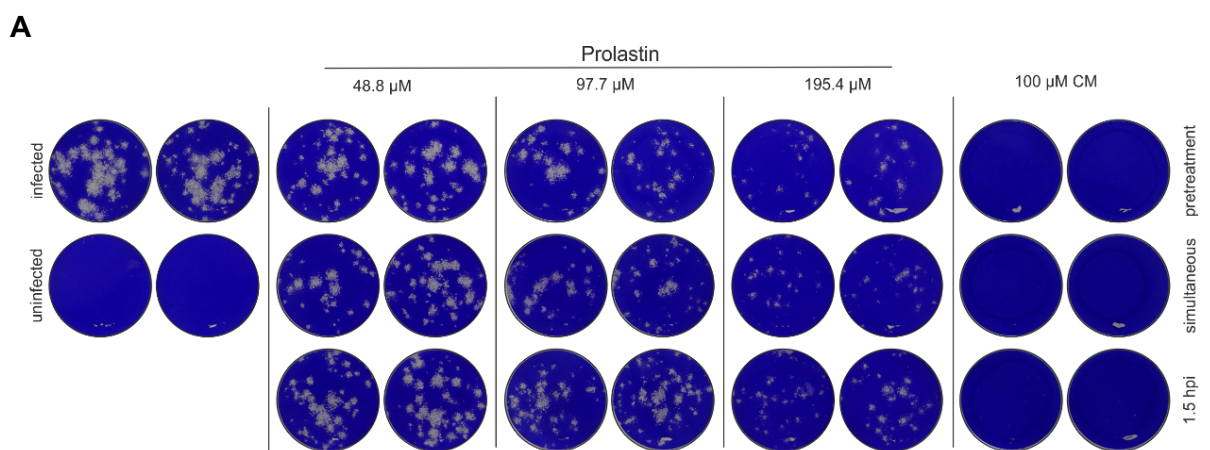 A
Prolastin
48.8 µM
97.7 µM
195.4 µM
100 µM CM
infected
pretreatment
uninfected
simultaneous
1.5 hpi